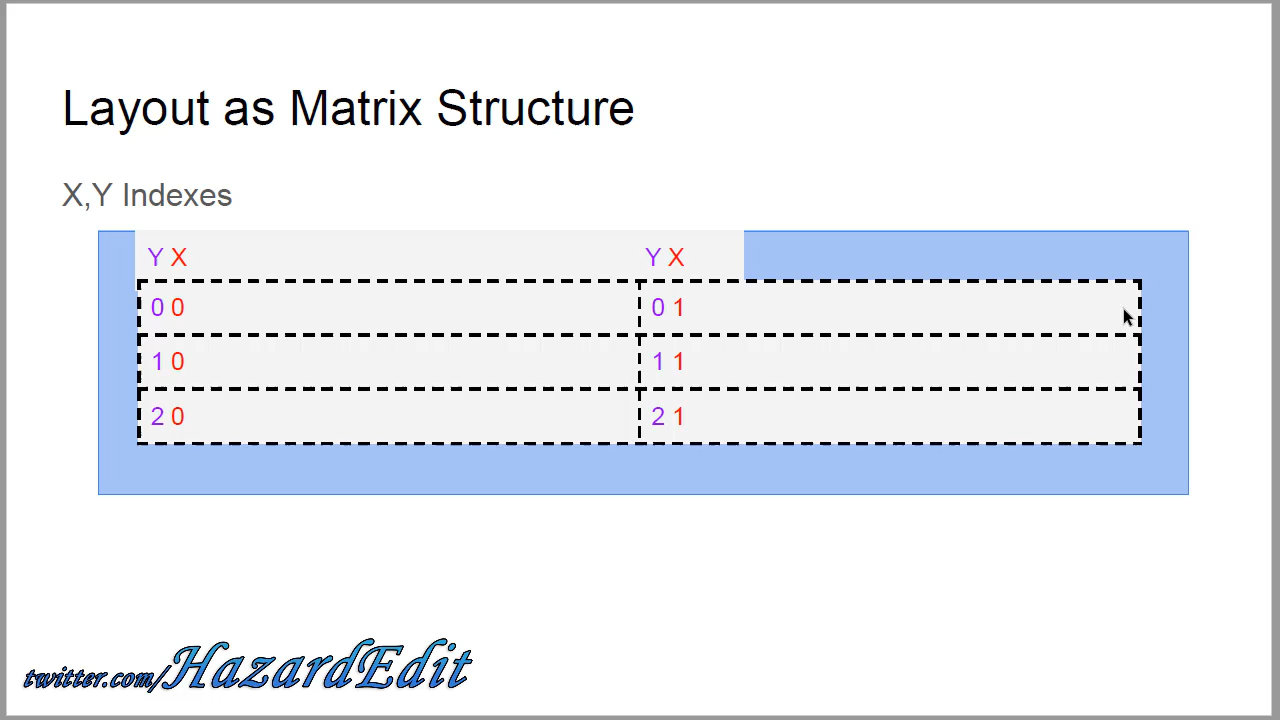 Layout as Matrix Structure
X,Y Indexes
Y X Y X
0 0 0 1
1 0 1 1
2 0 2 1
twitter.com/HazardEdit